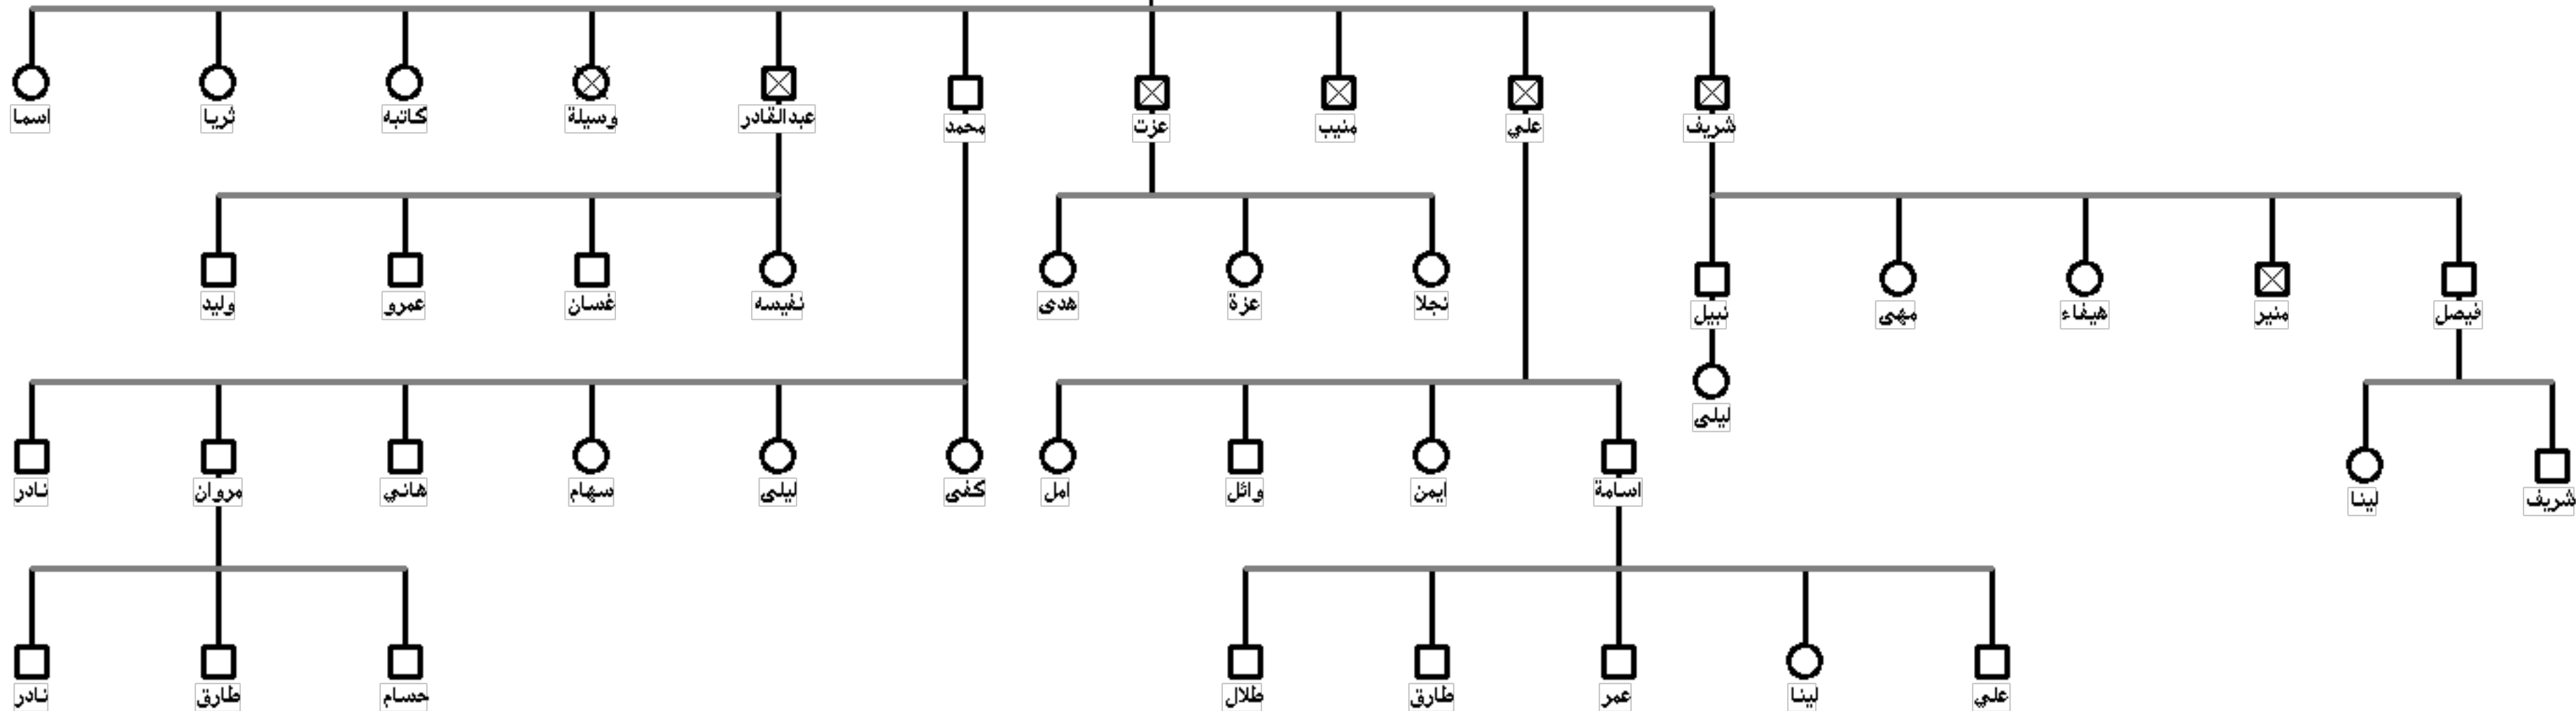 شريف
علي
منيب
عزت
محمد
عبدالقادر
وسيلة
كاتبه
ثريا
اسما
فيصل
منير
هيفاء
مهى
نبيل
نجلا
عزة
هدى
نفيسه
غسان
عمرو
وليد
ليلى
شريف
لينا
اسامة
ايمن
وائل
امل
كفى
ليلى
سهام
هاني
مروان
نادر
علي
لينا
عمر
طارق
طلال
حسام
طارق
نادر